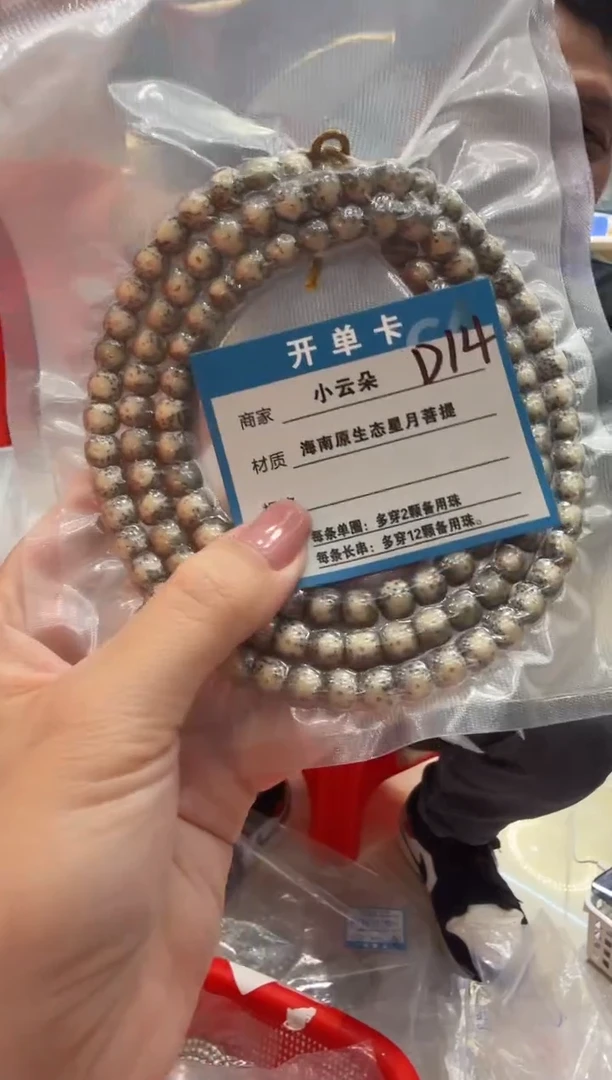 开单卡
D14
商家 小云朵
材质 海南原生态星月菩提
每条单圈：多穿2颗备用珠
每条长串：多穿12颗备用珠。